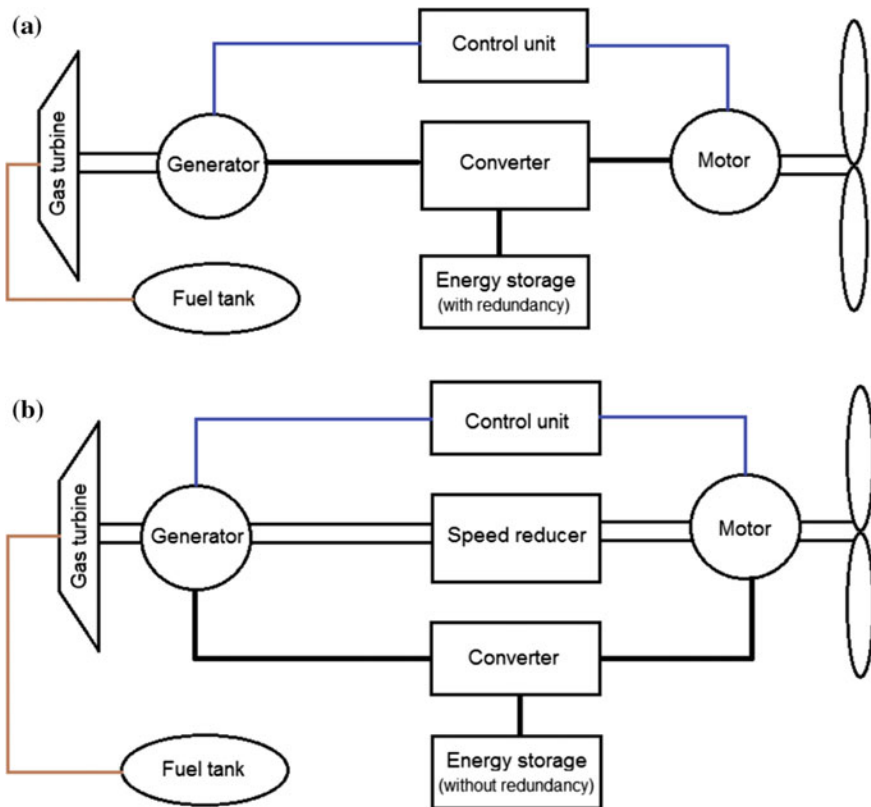 (a)
Control unit
Gas turbine
Generator
Converter
Motor
Fuel tank
Energy storage
(with redundancy)
(b)
Control unit
Gas turbine
Generator
Speed reducer
Motor
Converter
Fuel tank
Energy storage
(without redundancy)